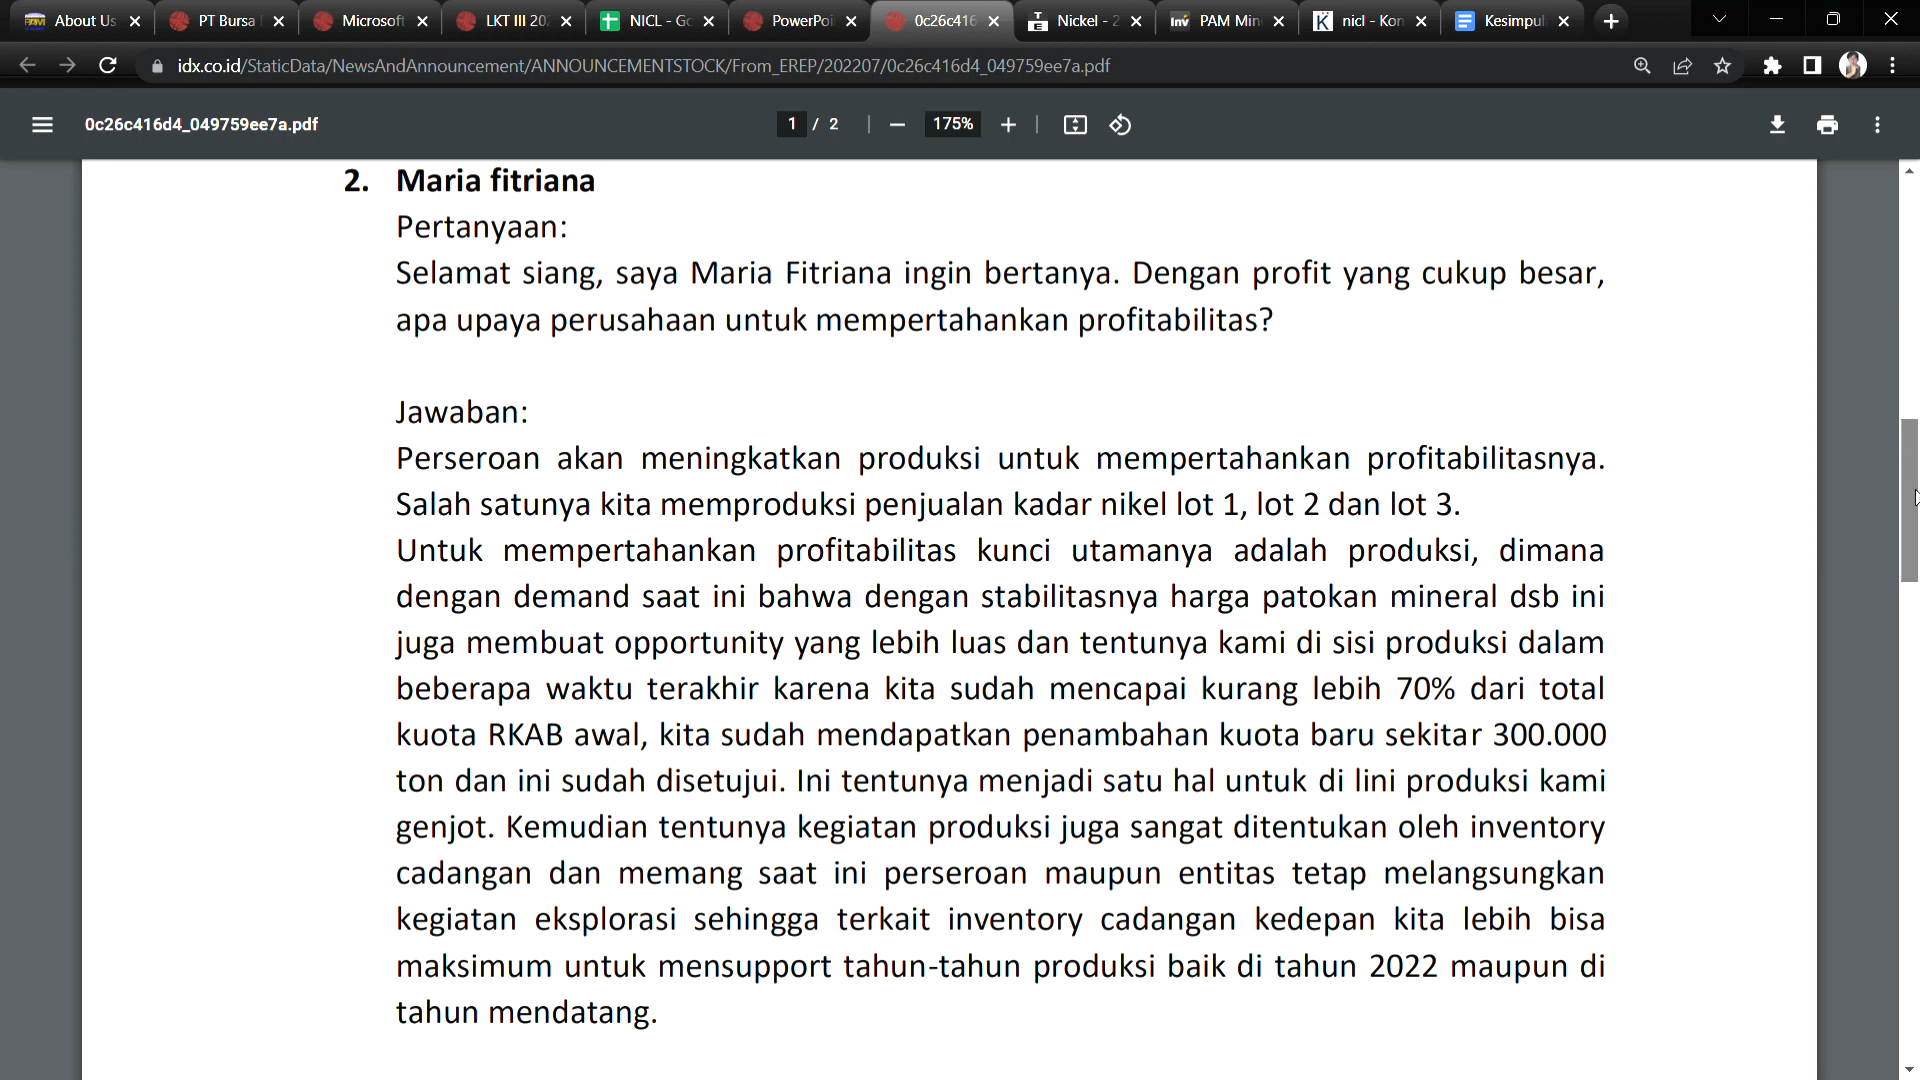 About Us
PT Bursa
Microsoft
LKT III 20
NICL - Go
PowerPoi
0c26c416
Nickel - 2
PAM Min
nicl - Kon
Kesimpul
idx.co.id/StaticData/NewsAndAnnouncement/ANNOUNCEMENTSTOCK/From_EREP/202207/0c26c416d4_049759ee7a.pdf
0c26c416d4_049759ee7a.pdf
1 / 2
175%
2. Maria fitriana
Pertanyaan:
Selamat siang, saya Maria Fitriana ingin bertanya. Dengan profit yang cukup besar,
apa upaya perusahaan untuk mempertahankan profitabilitas?
Jawaban:
Perseroan akan meningkatkan produksi untuk mempertahankan profitabilitasnya.
Salah satunya kita memproduksi penjualan kadar nikel lot 1, lot 2 dan lot 3.
Untuk mempertahankan profitabilitas kunci utamanya adalah produksi, dimana
dengan demand saat ini bahwa dengan stabilitasnya harga patokan mineral dsb ini
juga membuat opportunity yang lebih luas dan tentunya kami di sisi produksi dalam
beberapa waktu terakhir karena kita sudah mencapai kurang lebih 70% dari total
kuota RKAB awal, kita sudah mendapatkan penambahan kuota baru sekitar 300.000
ton dan ini sudah disetujui. Ini tentunya menjadi satu hal untuk di lini produksi kami
genjot. Kemudian tentunya kegiatan produksi juga sangat ditentukan oleh inventory
cadangan dan memang saat ini perseroan maupun entitas tetap melangsungkan
kegiatan eksplorasi sehingga terkait inventory cadangan kedepan kita lebih bisa
maksimum untuk mensupport tahun-tahun produksi baik di tahun 2022 maupun di
tahun mendatang.